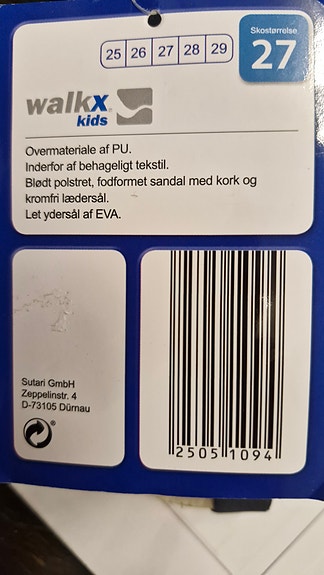 25 26 27 28 29
Skostørrelse
27
walkx®
kids
Overmateriale af PU.
Inderfor af behageligt tekstil.
Blødt polstret, fodformet sandal med kork og
kromfri lædersål.
Let ydersål af EVA.
Sutari GmbH
Zeppelinstr. 4
D-73105 Dürnau
®
2505 1094